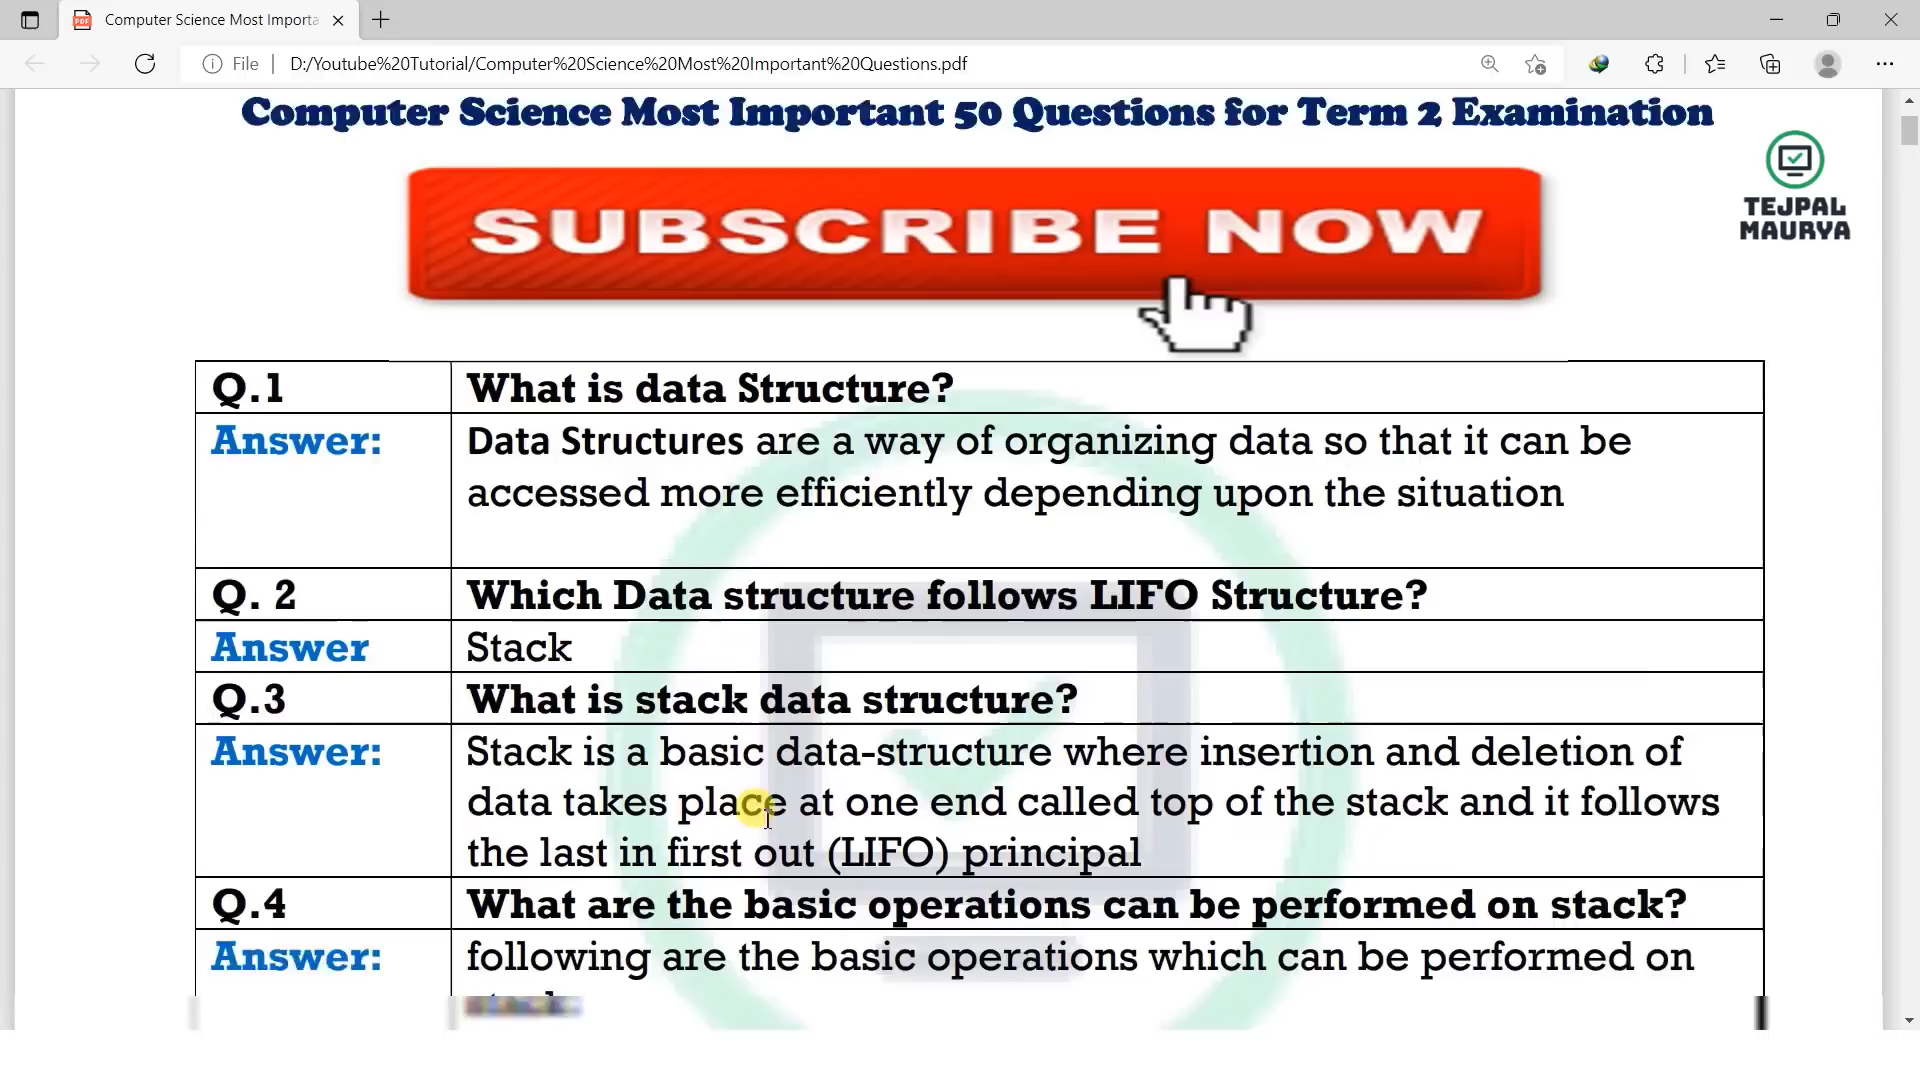 Computer Science Most Importa
File
D:/Youtube%20Tutorial/Computer%20Science%20Most%20Important%20Questions.pdf
Computer Science Most Important 50 Questions for Term 2 Examination
SUBSCRIBE NOW
TEJPAL
MAURYA
Q.1 What is data Structure?
Answer: Data Structures are a way of organizing data so that it can be
accessed more efficiently depending upon the situation
Q. 2 Which Data structure follows LIFO Structure?
Answer Stack
Q.3 What is stack data structure?
Answer: Stack is a basic data-structure where insertion and deletion of
data takes place at one end called top of the stack and it follows
the last in first out (LIFO) principal
Q.4 What are the basic operations can be performed on stack?
Answer: following are the basic operations which can be performed on